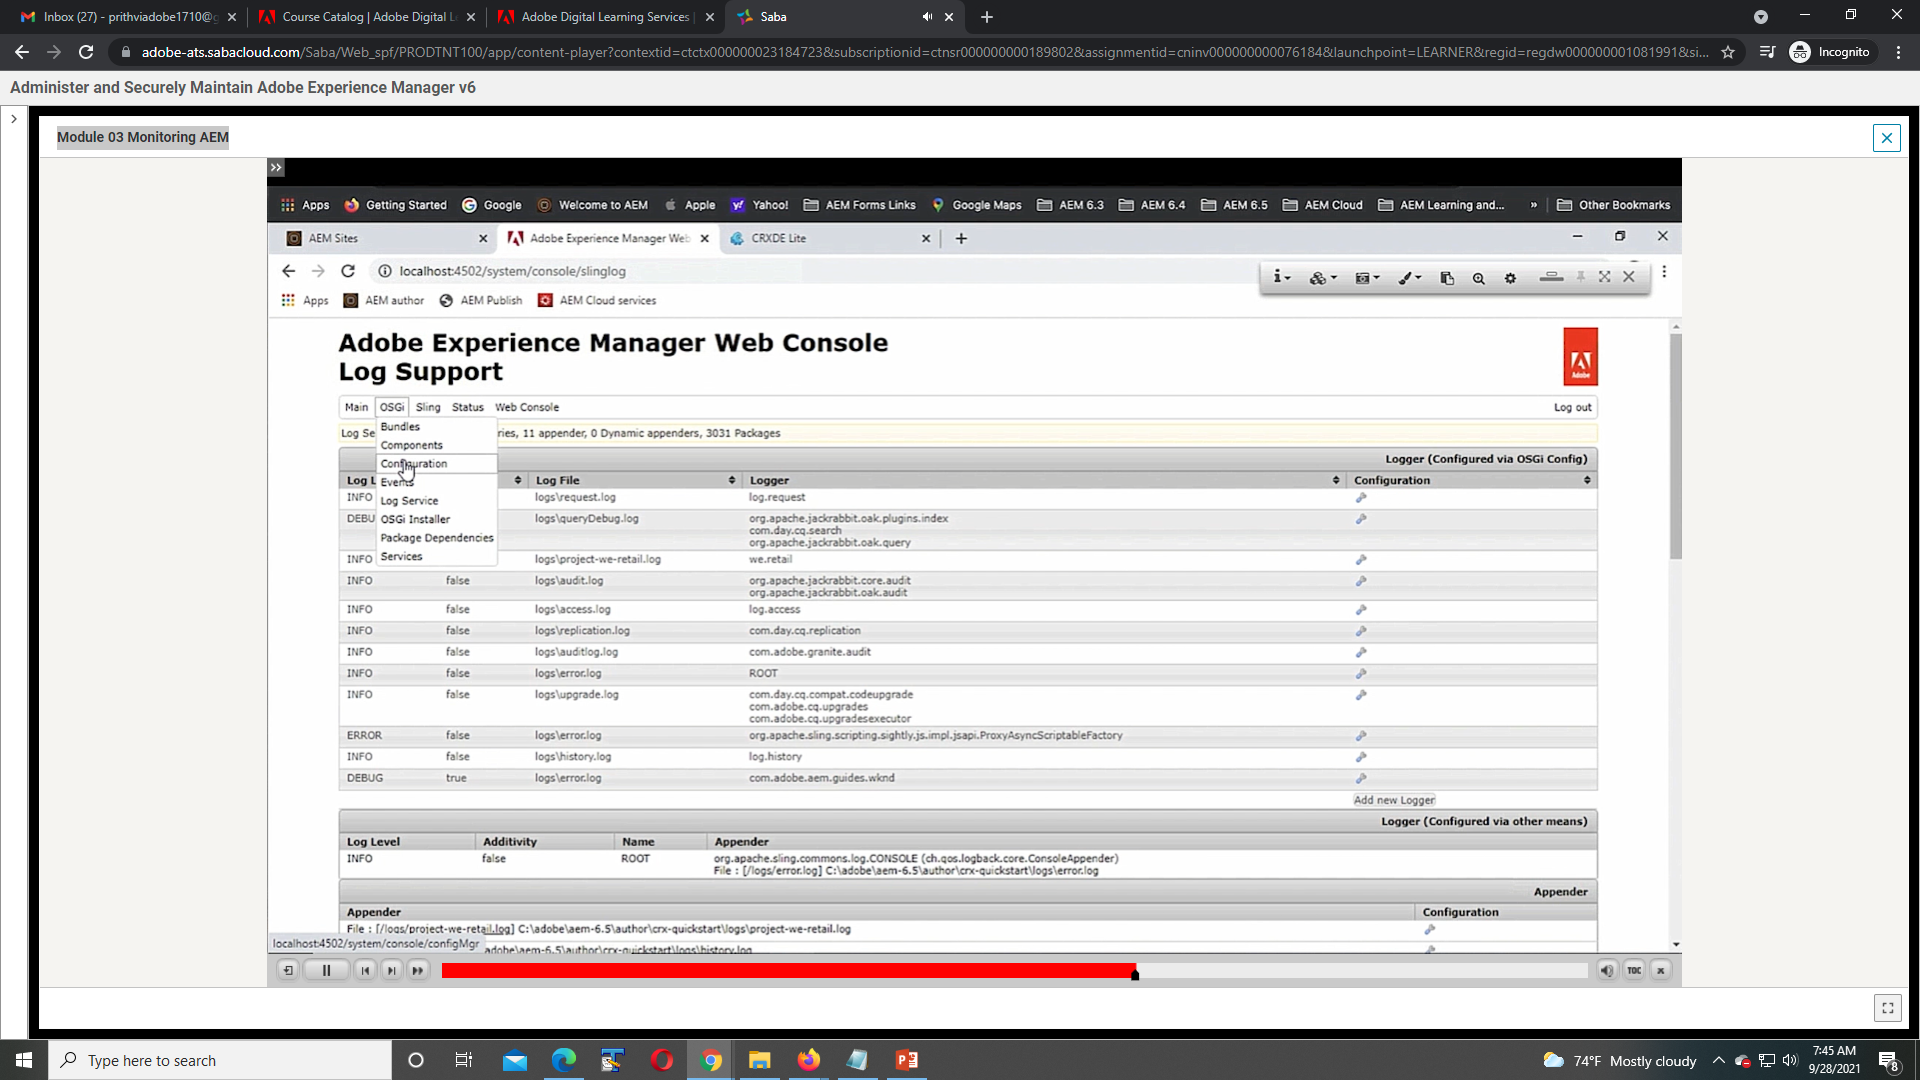 Inbox (27) - prithviadobe1710@g
Course Catalog | Adobe Digital L
Adobe Digital Learning Services |
Saba
adobe-ats.sabacloud.com/Saba/Web_spf/PRODTNT100/app/content-player?contextid=ctctx000000023184723&subscriptionid=ctnsr0000000000189802&assignmentid=cninv000000000076184&launchpoint=LEARNER&regid=regdw000000001081991&si...
Incognito
Administer and Securely Maintain Adobe Experience Manager v6
Module 03 Monitoring AEM
Apps Getting Started Google Welcome to AEM Apple Yahoo! AEM Forms Links Google Maps AEM 6.3 AEM 6.4 AEM 6.5 AEM Cloud AEM Learning and... » Other Bookmarks
AEM Sites
Adobe Experience Manager Web
CRXDE Lite
localhost:4502/system/console/slinglog
Apps AEM author AEM Publish AEM Cloud services
Adobe Experience Manager Web Console
Log Support
Adobe
Main OSGi Sling Status Web Console Log out
Bundles
Components
Configuration
Events
Log Service
OSGi Installer
Package Dependencies
Services
Log Se ries, 11 appender, 0 Dynamic appenders, 3031 Packages
Logger (Configured via OSGi Config)
Log L Log File Logger Configuration
INFO logs\request.log log.request
DEBU logs\queryDebug.log org.apache.jackrabbit.oak.plugins.index
com.day.cq.search
org.apache.jackrabbit.oak.query
INFO logs\project-we-retail.log we.retail
INFO false logs\audit.log org.apache.jackrabbit.core.audit
org.apache.jackrabbit.oak.audit
INFO false logs\access.log log.access
INFO false logs\replication.log com.day.cq.replication
INFO false logs\auditlog.log com.adobe.granite.audit
INFO false logs\error.log ROOT
INFO false logs\upgrade.log com.day.cq.compat.codeupgrade
com.adobe.cq.upgrades
com.adobe.cq.upgradesexecutor
ERROR false logs\error.log org.apache.sling.scripting.sightly.js.impl.jsapi.ProxyAsyncScriptableFactory
INFO false logs\history.log log.history
DEBUG true logs\error.log com.adobe.aem.guides.wknd
Add new Logger
Logger (Configured via other means)
Log Level Additivity Name Appender
INFO false ROOT org.apache.sling.commons.log.CONSOLE (ch.qos.logback.core.ConsoleAppender)
File : [/logs/error.log] C:\adobe\aem-6.5\author\crx-quickstart\logs\error.log
Appender
Appender Configuration
File : [/logs/project-we-retail.log] C:\adobe\aem-6.5\author\crx-quickstart\logs\project-we-retail.log
localhost:4502/system/console/configMgr
adobe\aem-6.5\author\crx-quickstart\logs\history.log
TOC
Type here to search
74°F Mostly cloudy
7:45 AM
9/28/2021
8